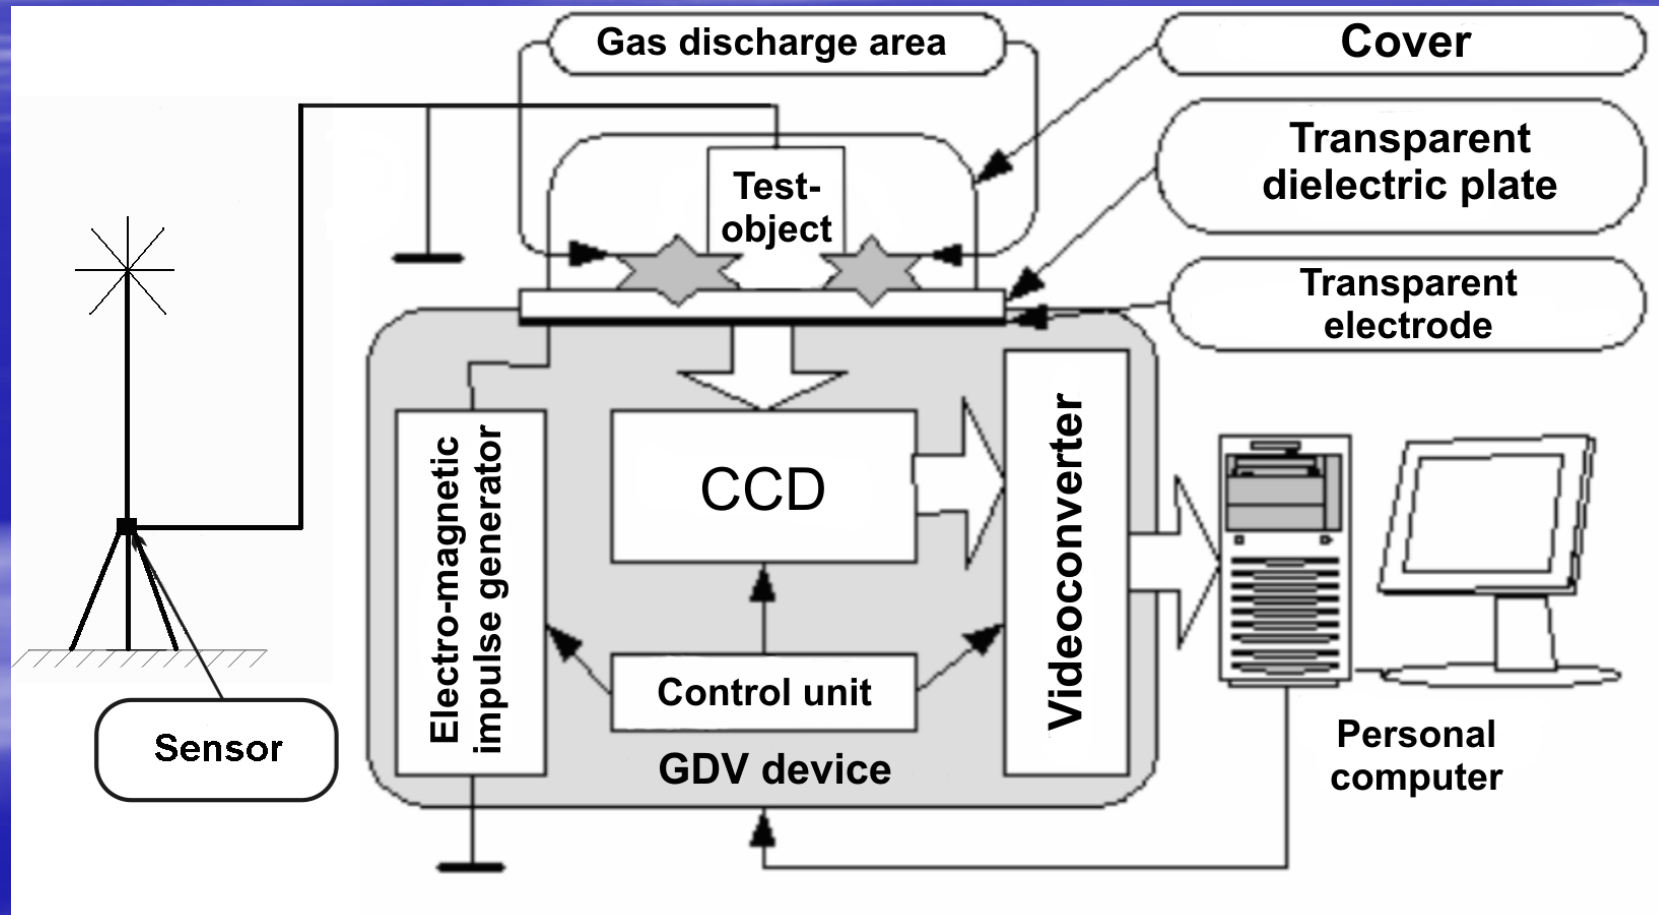 Gas discharge area
Cover
Transparent
dielectric plate
Test-
object
Transparent
electrode
Electro-magnetic
impulse generator
CCD
Videoconverter
Control unit
GDV device
Sensor
Personal
computer